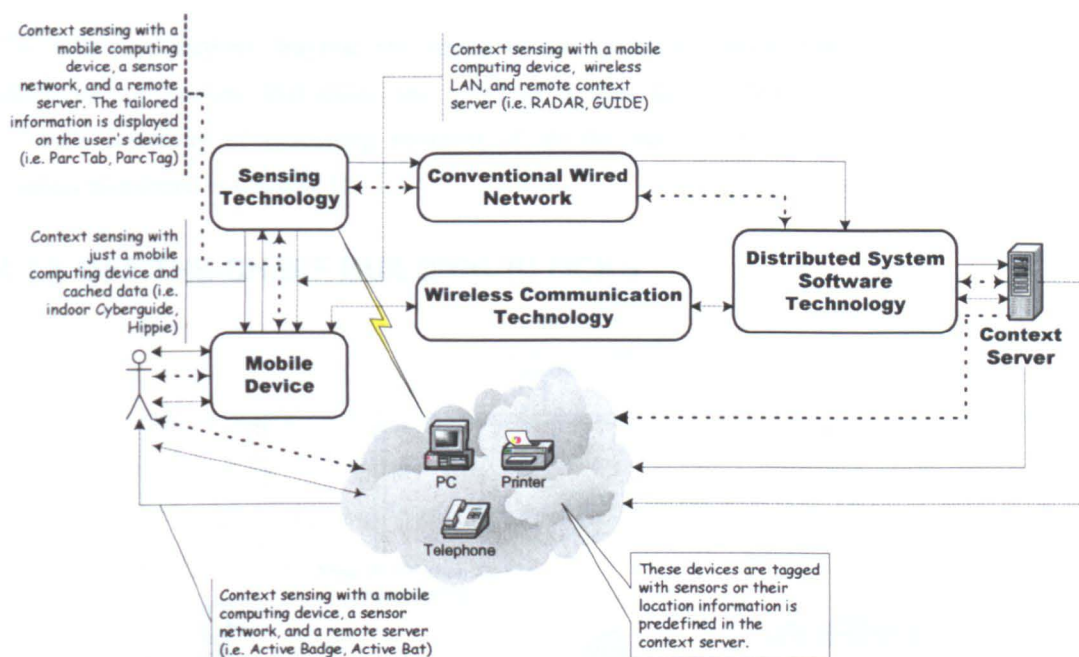 Context sensing with a
mobile computing
device, a sensor
network, and a remote
server. The tailored
information is displayed
on the user's device
(i.e. ParcTab, ParcTag)
Context sensing with a mobile
computing device, wireless
LAN, and remote context
server (i.e. RADAR, GUIDE)
Sensing
Technology
Conventional Wired
Network
Context sensing with
just a mobile
computing device and
cached data (i.e.
indoor Cyberguide,
Hippie)
Distributed System
Software
Technology
Wireless Communication
Technology
Context
Server
Mobile
Device
PC
Printer
Telephone
These devices are tagged
with sensors or their
location information is
predefined in the
context server.
Context sensing with a mobile
computing device, a sensor
network, and a remote server
(i.e. Active Badge, Active Bat)